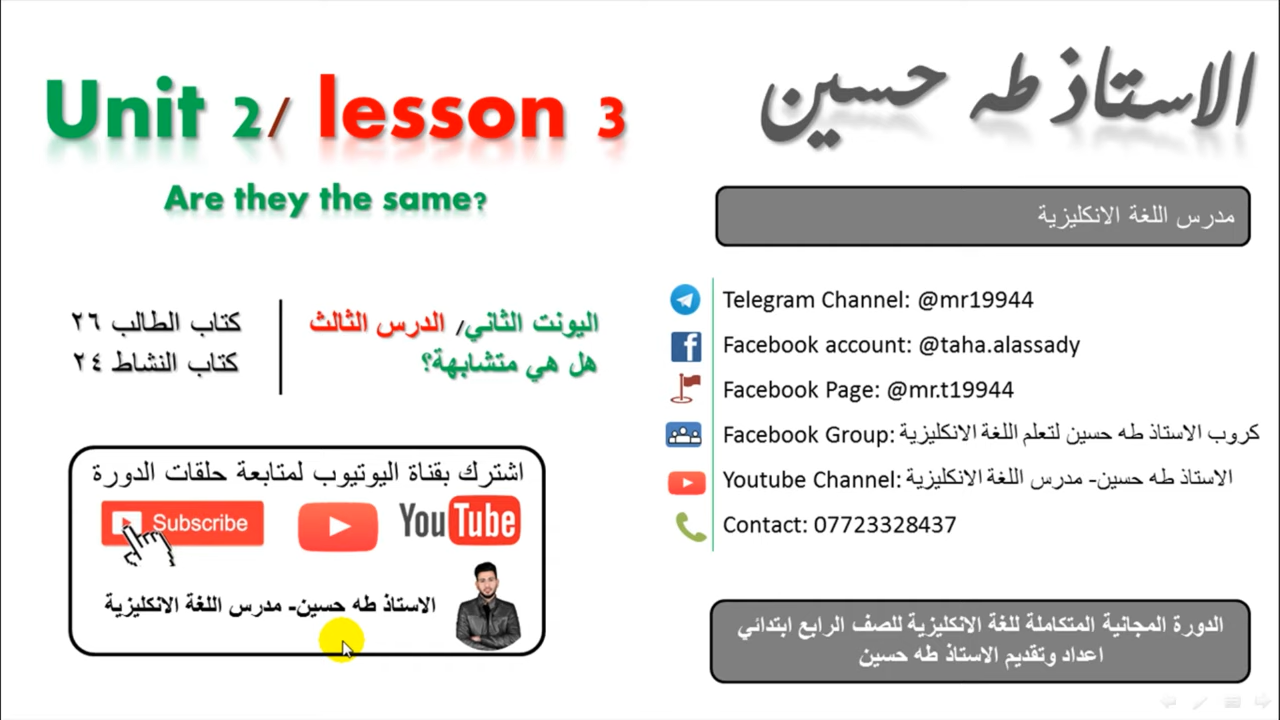 Unit 2/ lesson 3
Are they the same?
اليونت الثاني/ الدرس الثالث
هل هي متشابهة؟
كتاب الطالب ٢٦
كتاب النشاط ٢٤
اشترك بقناة اليوتيوب لمتابعة حلقات الدورة
Subscribe
YouTube
الاستاذ طه حسين- مدرس اللغة الانكليزية
الاستاذ طه حسين
مدرس اللغة الانكليزية
Telegram Channel: @mr19944
Facebook account: @taha.alassady
Facebook Page: @mr.t19944
Facebook Group: كروب الاستاذ طه حسين لتعلم اللغة الانكليزية
Youtube Channel: الاستاذ طه حسين- مدرس اللغة الانكليزية
Contact: 07723328437
الدورة المجانية المتكاملة للغة الانكليزية للصف الرابع ابتدائي
اعداد وتقديم الاستاذ طه حسين